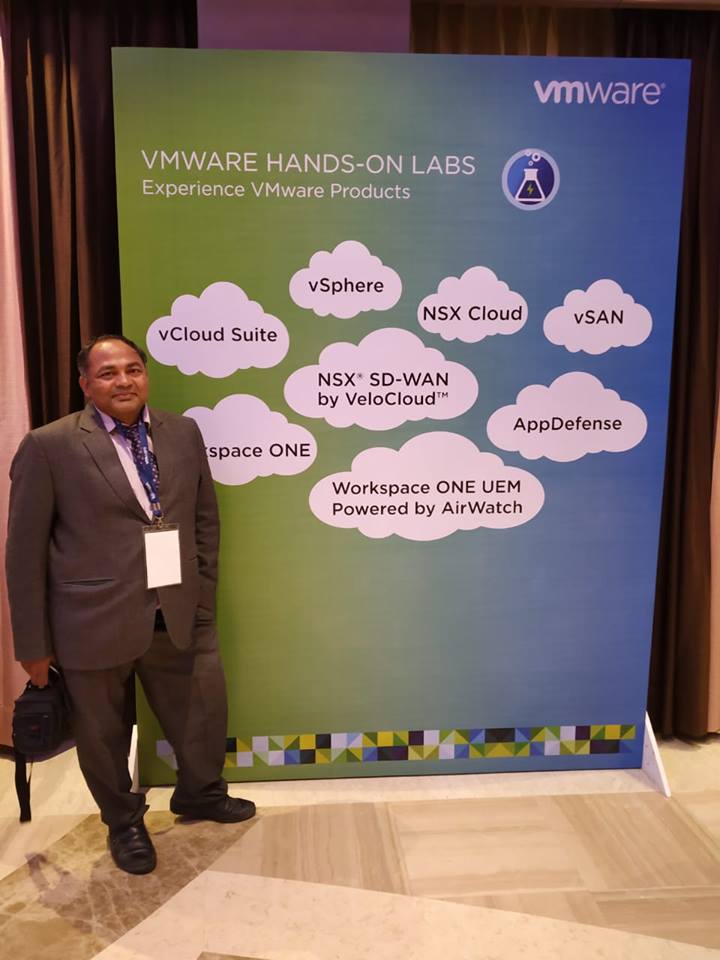 vmware®
VMWARE HANDS-ON LABS
Experience VMware Products
vSphere
NSX Cloud
vSAN
vCloud Suite
NSX® SD-WAN
by VeloCloud™
AppDefense
kspace ONE
Workspace ONE UEM
Powered by AirWatch